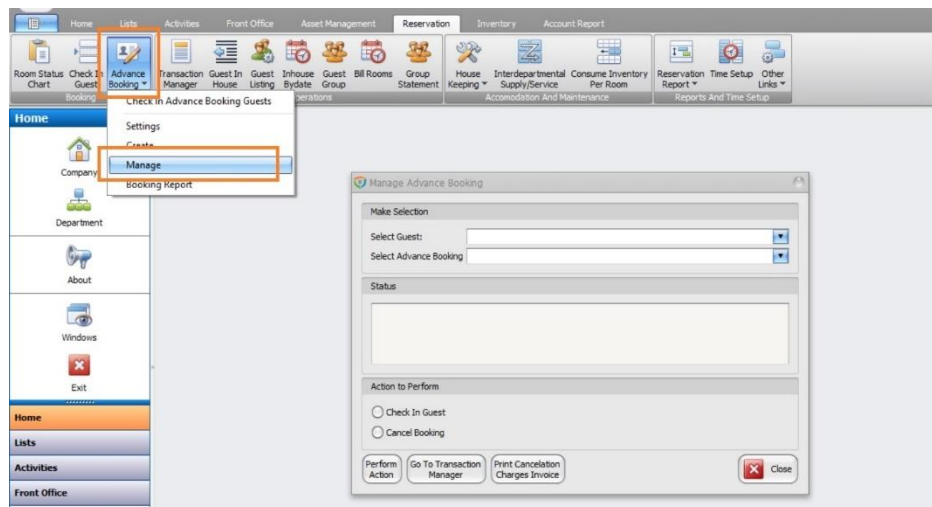 Home Lists Activities Front Office Asset Management Reservation Inventory Account Report
Room Status Check In Advance Transaction Guest In Guest Inhouse Guest Bill Rooms Group House Interdepartmental Consume Inventory Reservation Time Setup Other
Chart Guest Booking Manager House Listing Bydate Group Statement Keeping Supply/Service Per Room Report Links
Booking perations Accomodation And Maintenance Reports And Time Setup
Check In Advance Booking Guests
Settings
Create
Manage
Booking Report
Home
Company
Department
About
Windows
Exit
Home
Lists
Activities
Front Office
Manage Advance Booking
Make Selection
Select Guest:
Select Advance Booking
Status
Action to Perform
Check In Guest
Cancel Booking
Perform Go To Transaction Print Cancelation
Action Manager Charges Invoice
Close